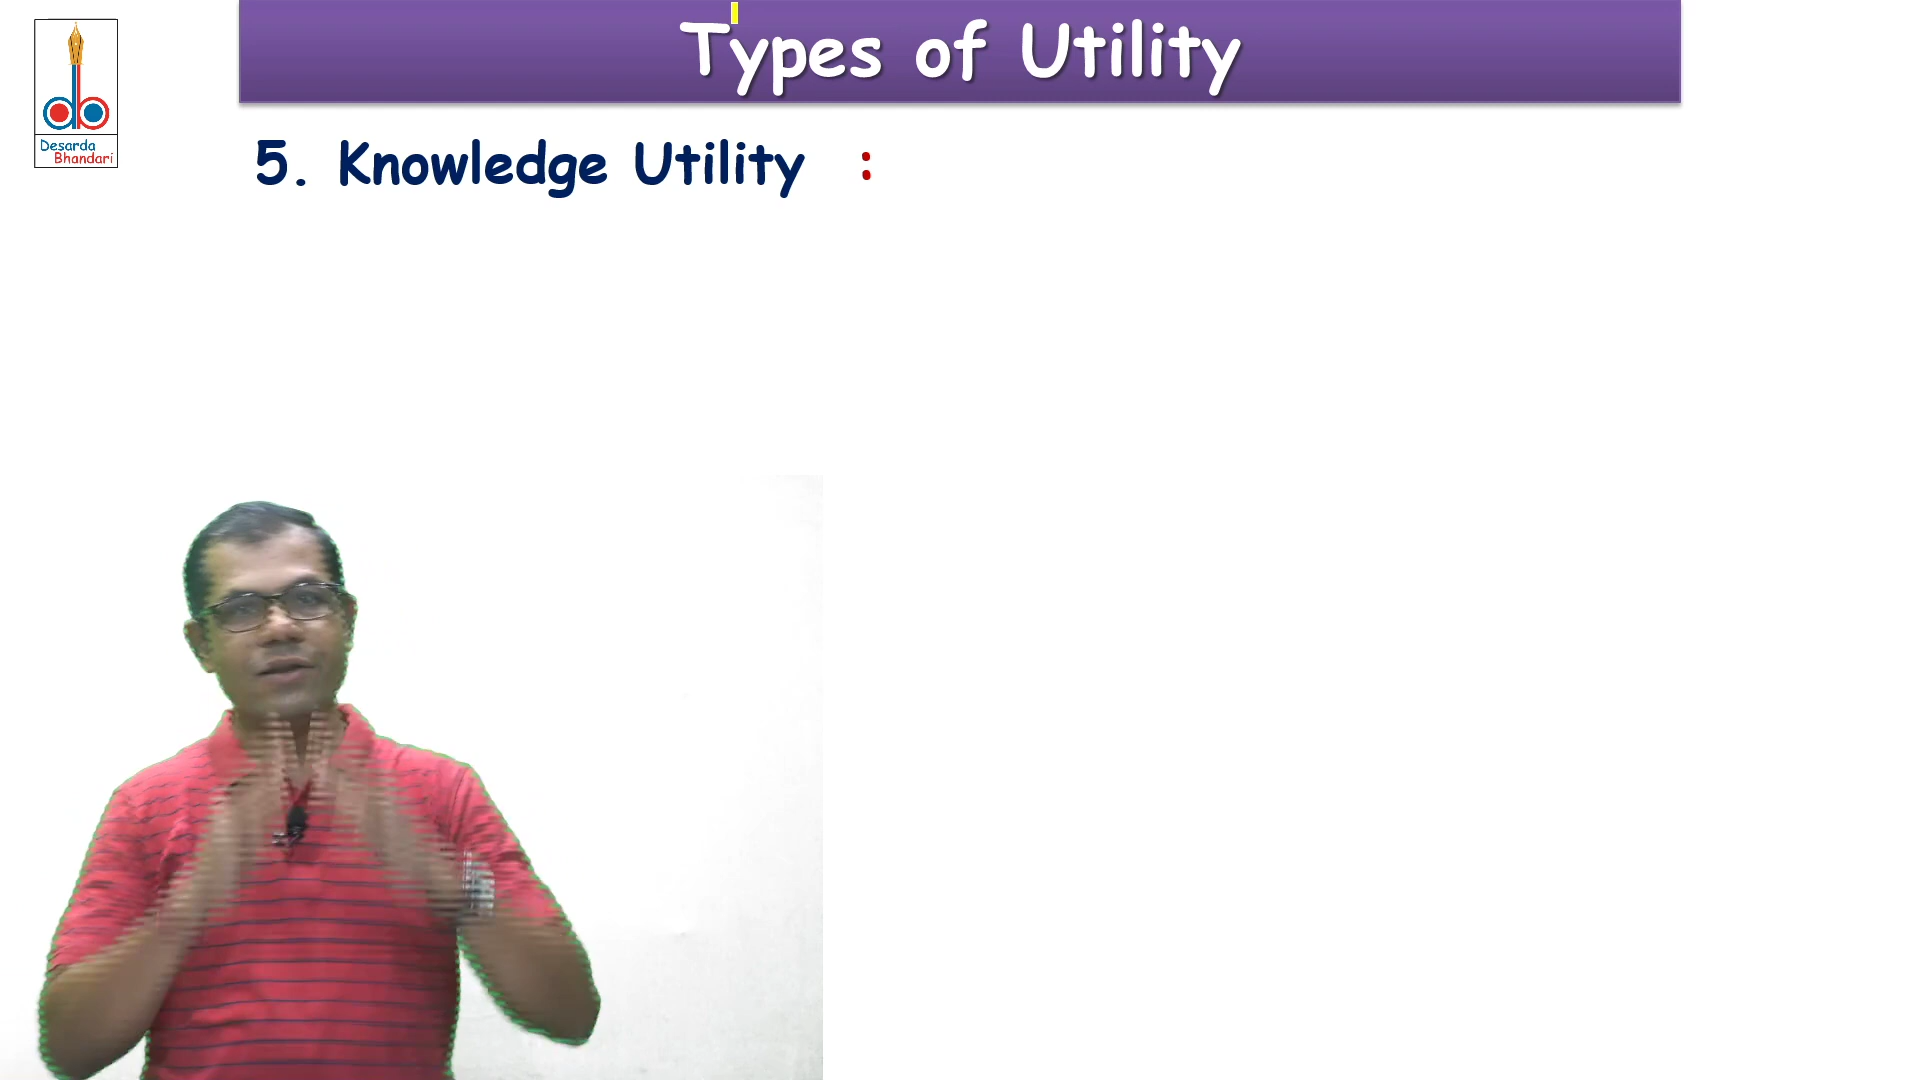 Types of Utility
Desarda
Bhandari
5. Knowledge Utility :